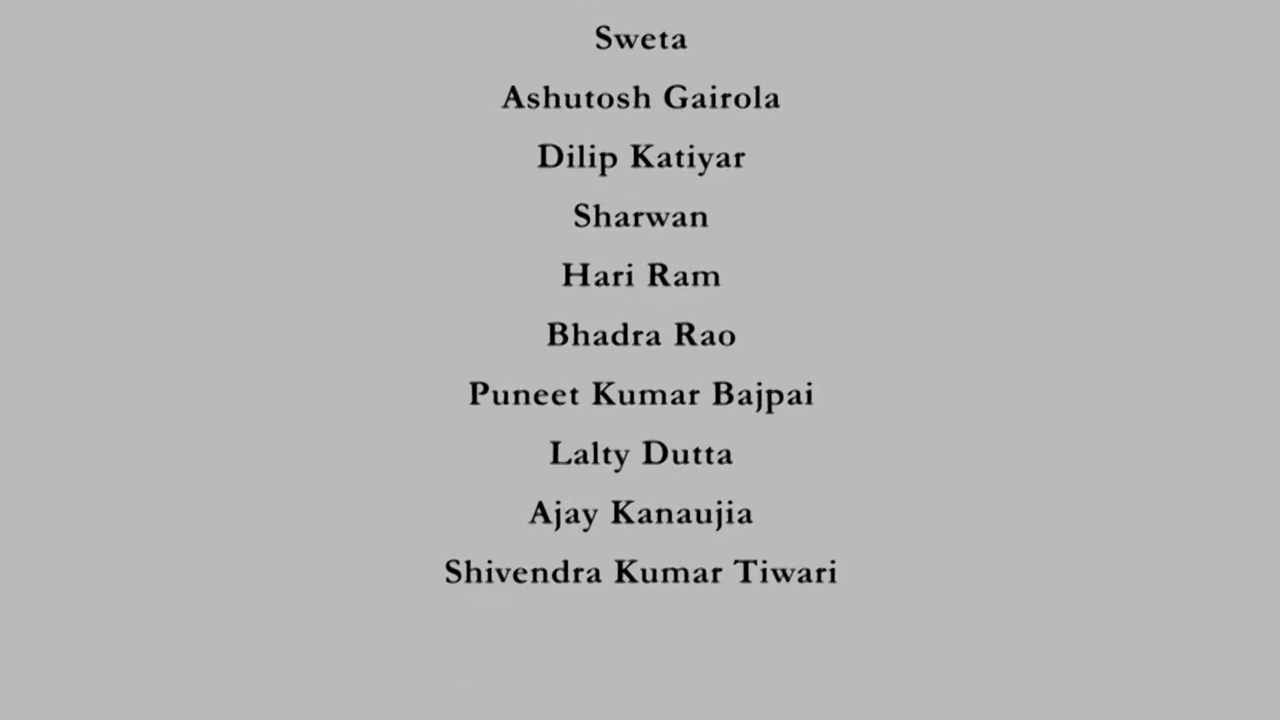 Sweta
Ashutosh Gairola
Dilip Katiyar
Sharwan
Hari Ram
Bhadra Rao
Puneet Kumar Bajpai
Lalty Dutta
Ajay Kanaujia
Shivendra Kumar Tiwari